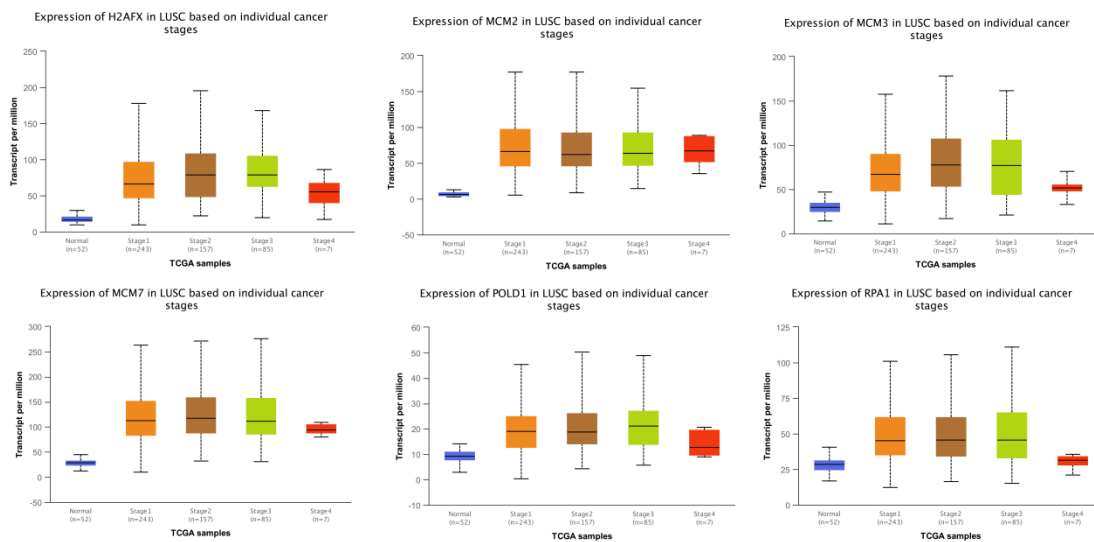 Expression of H2AFX in LUSC based on individual cancer
stages
Transcript per million
250
200
150
100
50
0
Normal
(n=52)
Stage1
(n=243)
Stage2
(n=157)
Stage3
(n=85)
Stage4
(n=7)
TCGA samples
Expression of MCM2 in LUSC based on individual cancer
stages
Transcript per million
200
150
100
50
0
-50
Normal
(n=52)
Stage1
(n=243)
Stage2
(n=157)
Stage3
(n=85)
Stage4
(n=7)
TCGA samples
Expression of MCM3 in LUSC based on individual cancer
stages
Transcript per million
200
150
100
50
0
Normal
(n=52)
Stage1
(n=243)
Stage2
(n=157)
Stage3
(n=85)
Stage4
(n=7)
TCGA samples
Expression of MCM7 in LUSC based on individual cancer
stages
Transcript per million
300
250
200
150
100
50
0
-50
Normal
(n=52)
Stage1
(n=243)
Stage2
(n=157)
Stage3
(n=85)
Stage4
(n=7)
TCGA samples
Expression of POLD1 in LUSC based on individual cancer
stages
Transcript per million
60
50
40
30
20
10
0
-10
Normal
(n=52)
Stage1
(n=243)
Stage2
(n=157)
Stage3
(n=85)
Stage4
(n=7)
TCGA samples
Expression of RPA1 in LUSC based on individual cancer
stages
Transcript per million
125
100
75
50
25
0
Normal
(n=52)
Stage1
(n=243)
Stage2
(n=157)
Stage3
(n=85)
Stage4
(n=7)
TCGA samples